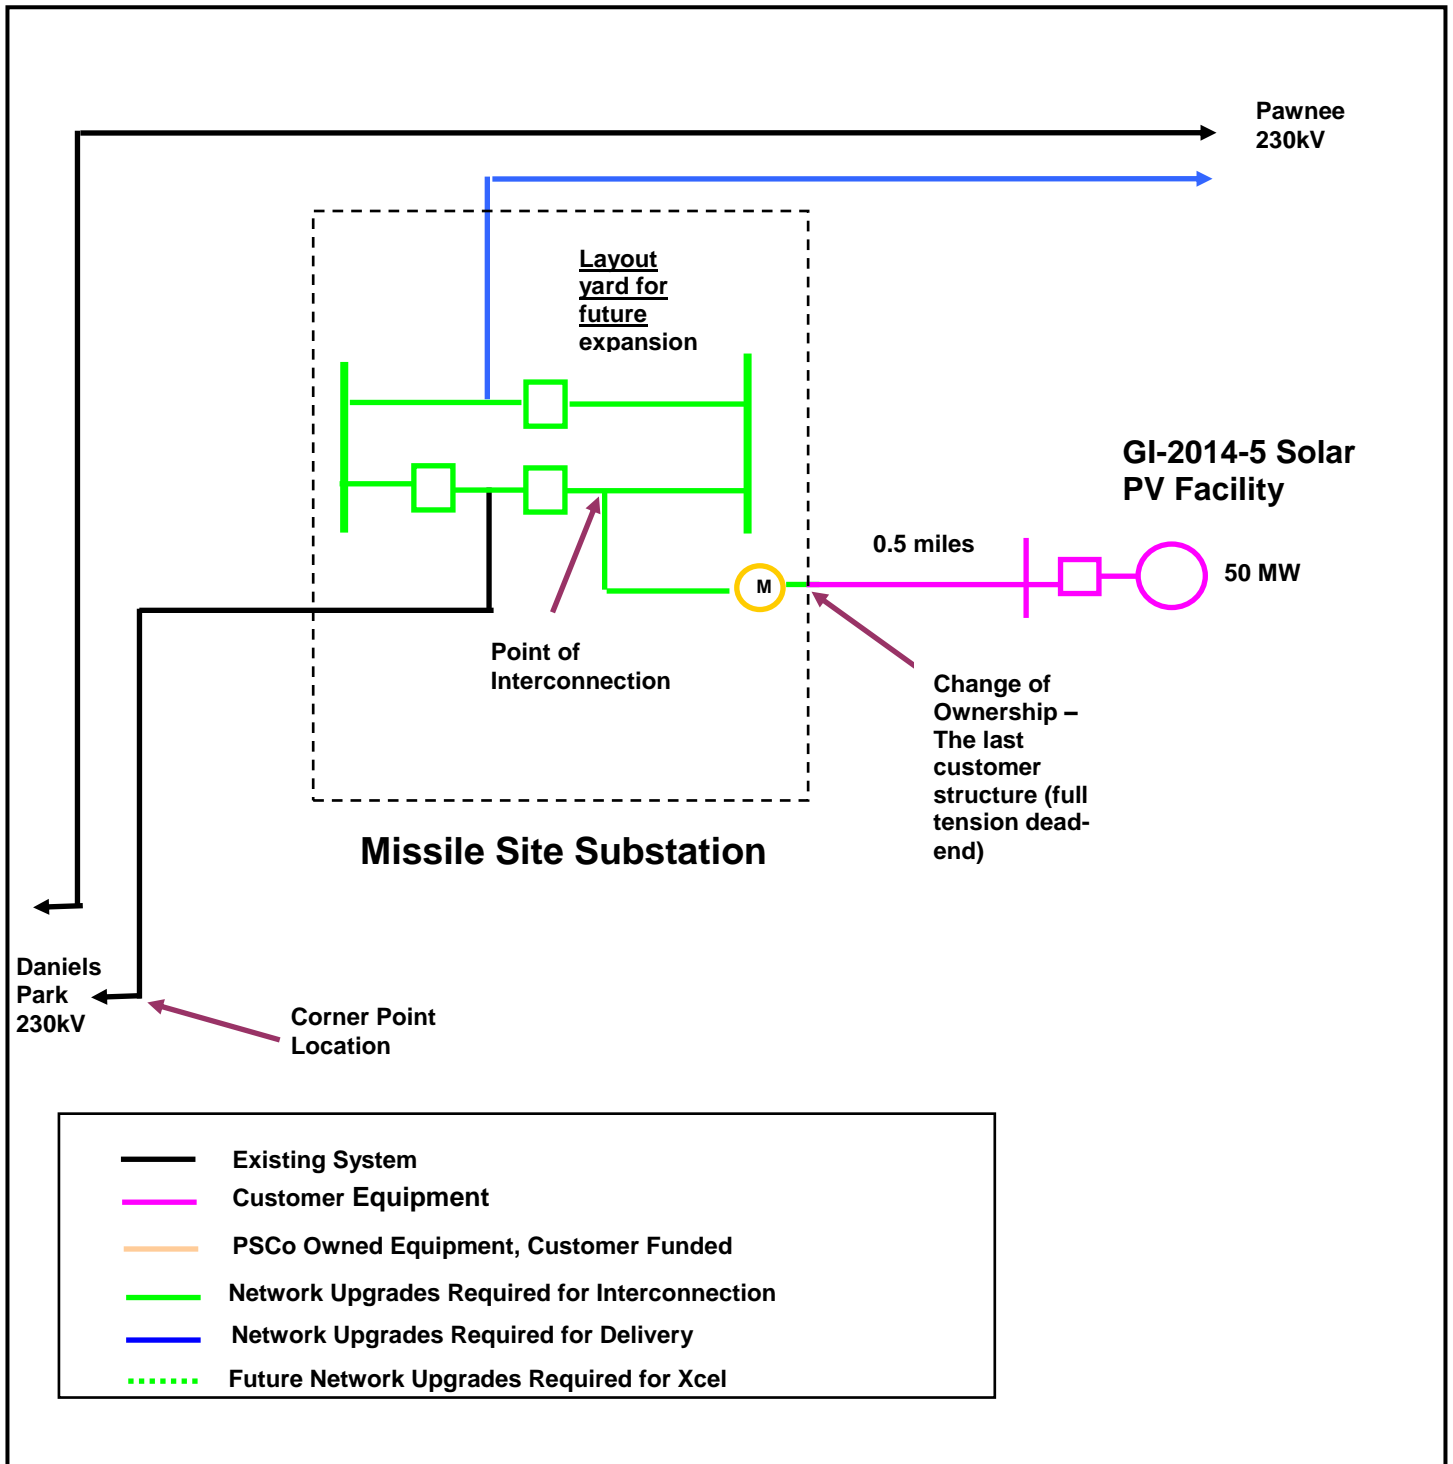 Pawnee
230kV
Layout
yard for
future
expansion
GI-2014-5 Solar
PV Facility
0.5 miles
M
50 MW
Point of
Interconnection
Change of
Ownership –
The last
customer
structure (full
tension dead-
end)
Missile Site Substation
Daniels
Park
230kV
Corner Point
Location
Existing System
Customer Equipment
PSCo Owned Equipment, Customer Funded
Network Upgrades Required for Interconnection
Network Upgrades Required for Delivery
Future Network Upgrades Required for Xcel